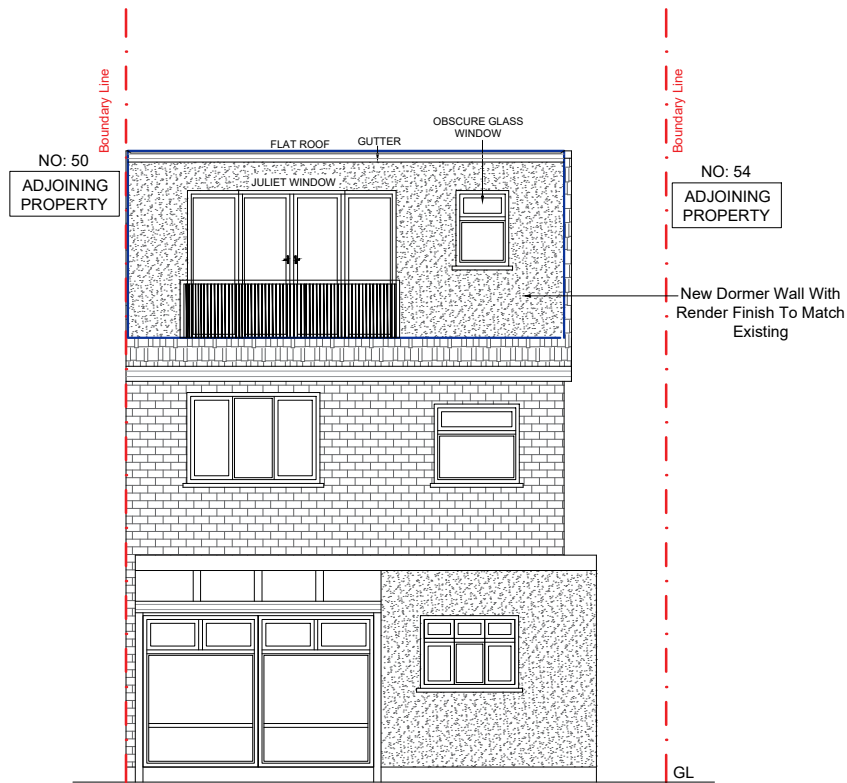 Boundary Line
Boundary Line
OBSCURE GLASS
WINDOW
FLAT ROOF
GUTTER
NO: 50
ADJOINING
PROPERTY
JULIET WINDOW
NO: 54
ADJOINING
PROPERTY
New Dormer Wall With
Render Finish To Match
Existing
GL